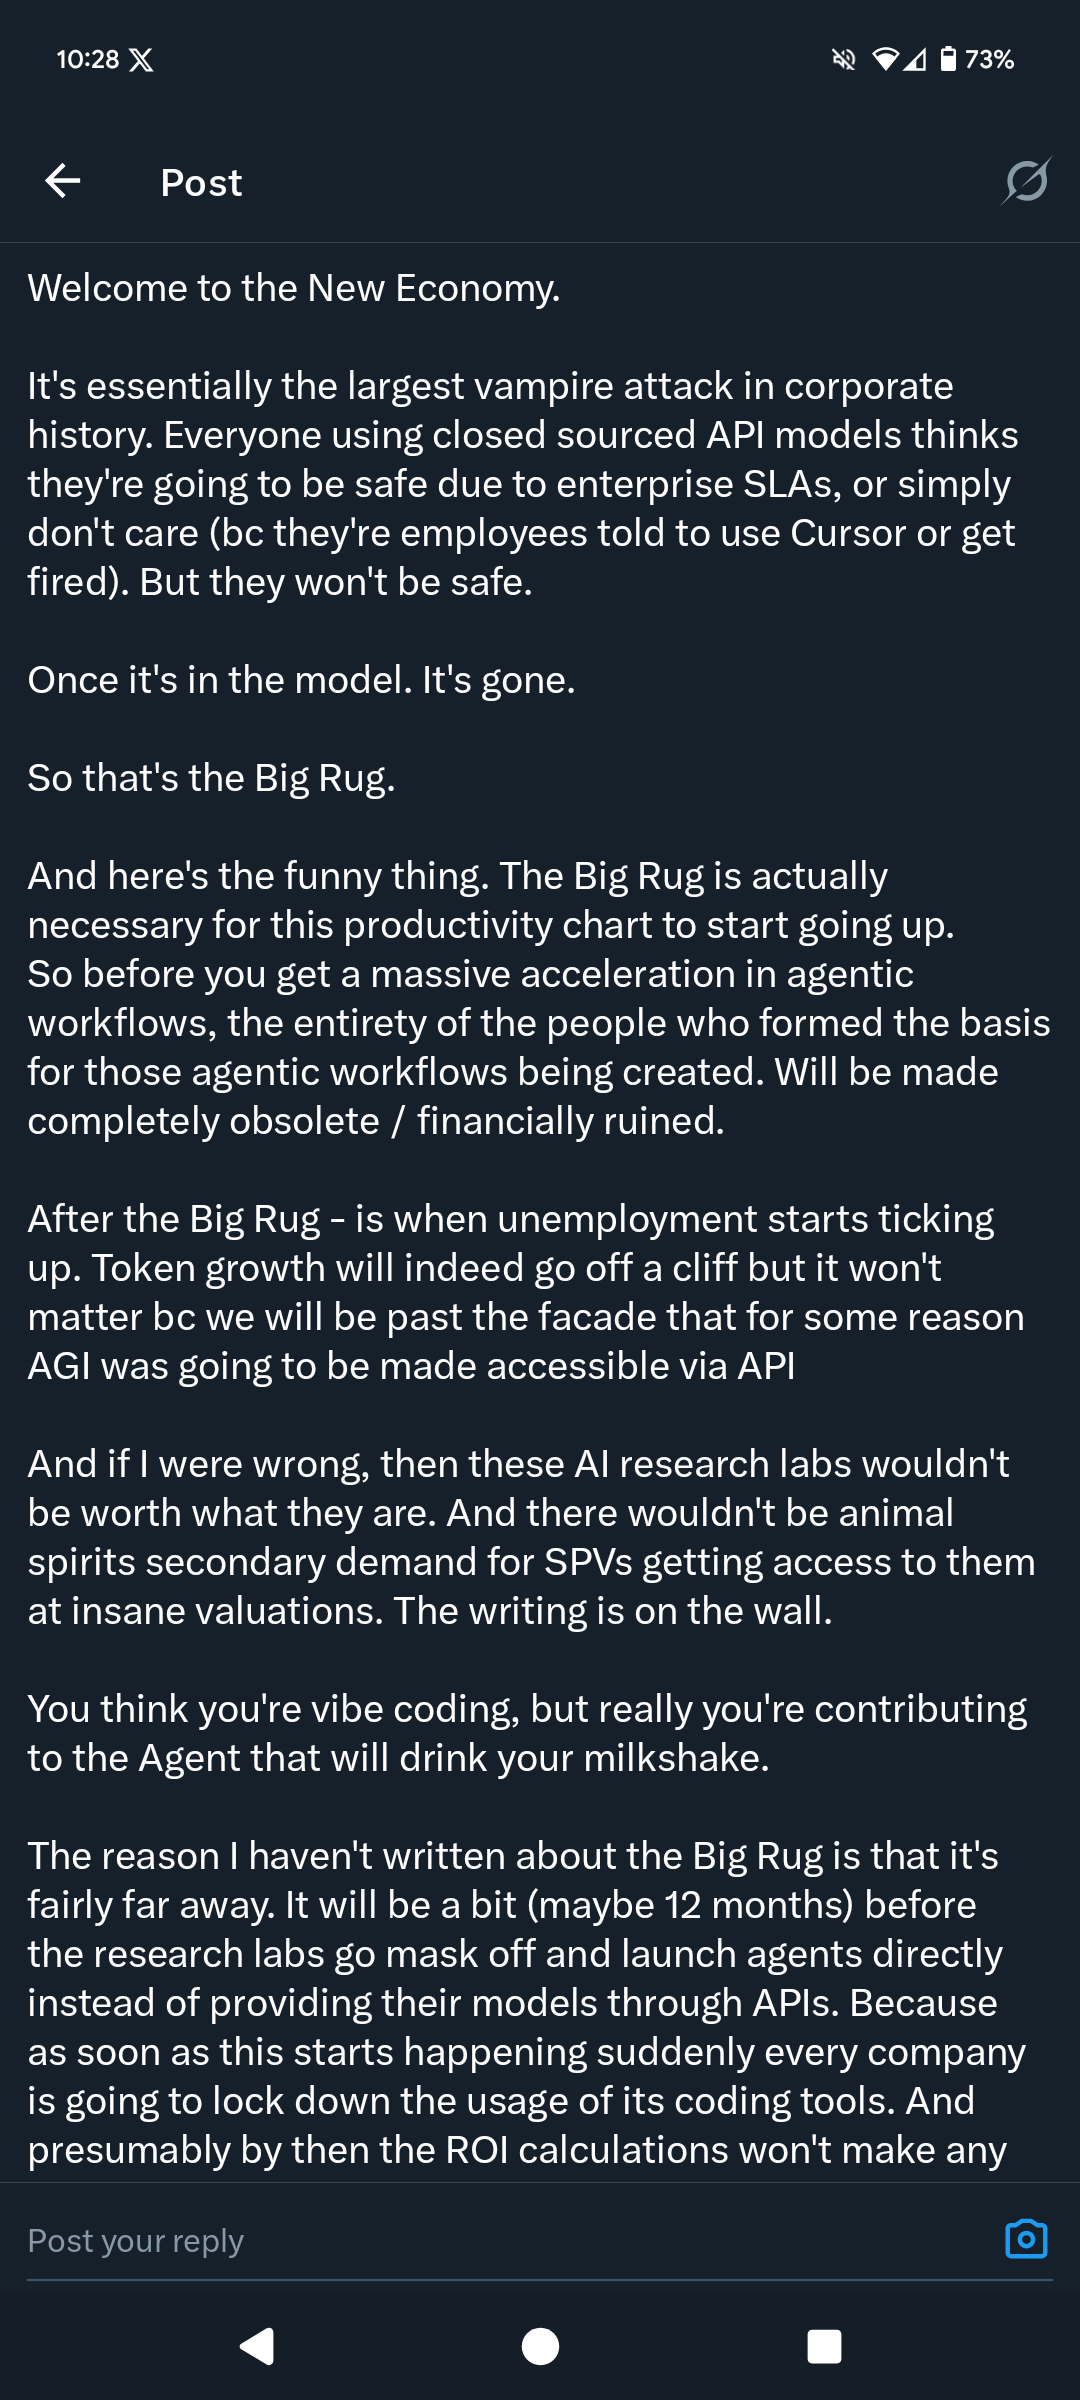 10:28
73%
Post
Welcome to the New Economy.
It's essentially the largest vampire attack in corporate
history. Everyone using closed sourced API models thinks
they're going to be safe due to enterprise SLAs, or simply
don't care (bc they're employees told to use Cursor or get
fired). But they won't be safe.
Once it's in the model. It's gone.
So that's the Big Rug.
And here's the funny thing. The Big Rug is actually
necessary for this productivity chart to start going up.
So before you get a massive acceleration in agentic
workflows, the entirety of the people who formed the basis
for those agentic workflows being created. Will be made
completely obsolete / financially ruined.
After the Big Rug - is when unemployment starts ticking
up. Token growth will indeed go off a cliff but it won't
matter bc we will be past the facade that for some reason
AGI was going to be made accessible via API
And if I were wrong, then these AI research labs wouldn't
be worth what they are. And there wouldn't be animal
spirits secondary demand for SPVs getting access to them
at insane valuations. The writing is on the wall.
You think you're vibe coding, but really you're contributing
to the Agent that will drink your milkshake.
The reason I haven't written about the Big Rug is that it's
fairly far away. It will be a bit (maybe 12 months) before
the research labs go mask off and launch agents directly
instead of providing their models through APIs. Because
as soon as this starts happening suddenly every company
is going to lock down the usage of its coding tools. And
presumably by then the ROI calculations won't make any
Post your reply